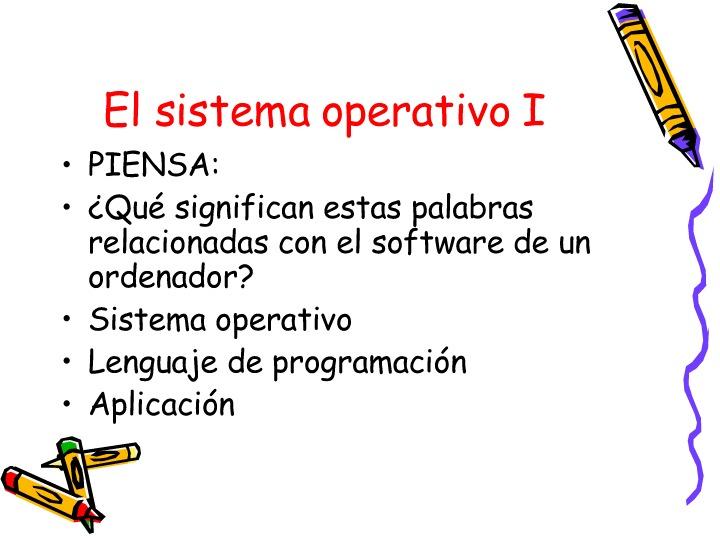 El sistema operativo I
• PIENSA:
• ¿Qué significan estas palabras
relacionadas con el software de un
ordenador?
• Sistema operativo
• Lenguaje de programación
• Aplicación